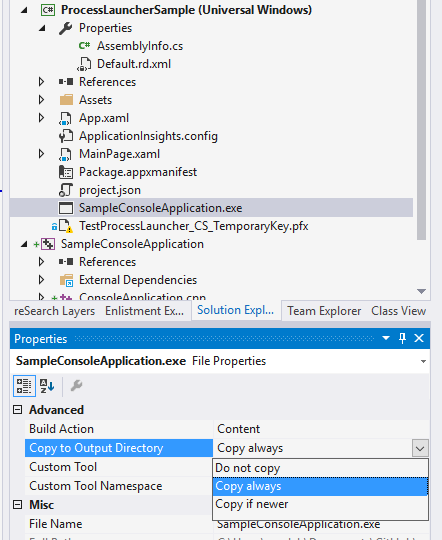 ProcessLauncherSample (Universal Windows)
Properties
AssemblyInfo.cs
Default.rd.xml
References
Assets
App.xaml
ApplicationInsights.config
MainPage.xaml
Package.appxmanifest
project.json
SampleConsoleApplication.exe
TestProcessLauncher_CS_TemporaryKey.pfx
SampleConsoleApplication
References
External Dependencies
ConsoleApplication.cpp
reSearch Layers Enlistment Ex... Solution Expl... Team Explorer Class View
Properties
SampleConsoleApplication.exe File Properties
Advanced
Build Action Content
Copy to Output Directory Copy always
Custom Tool Do not copy
Custom Tool Namespace Copy always
Copy if newer
Misc
File Name SampleConsoleApplication.exe